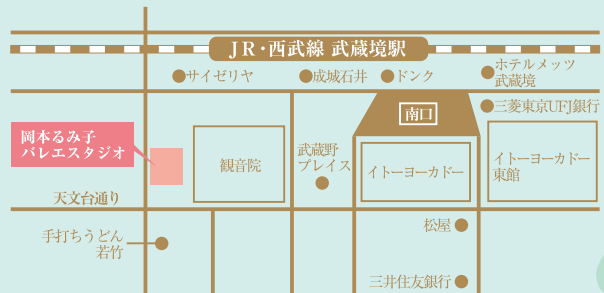 JR・西武線 武蔵境駅
サイゼリヤ
成城石井
ドンク
ホテルメッツ
武蔵境
南口
三菱東京UFJ銀行
岡本るみ子
バレエスタジオ
観音院
武蔵野
プレイス
イトーヨーカドー
イトーヨーカドー
東館
天文台通り
手打ちうどん
若竹
松屋
三井住友銀行